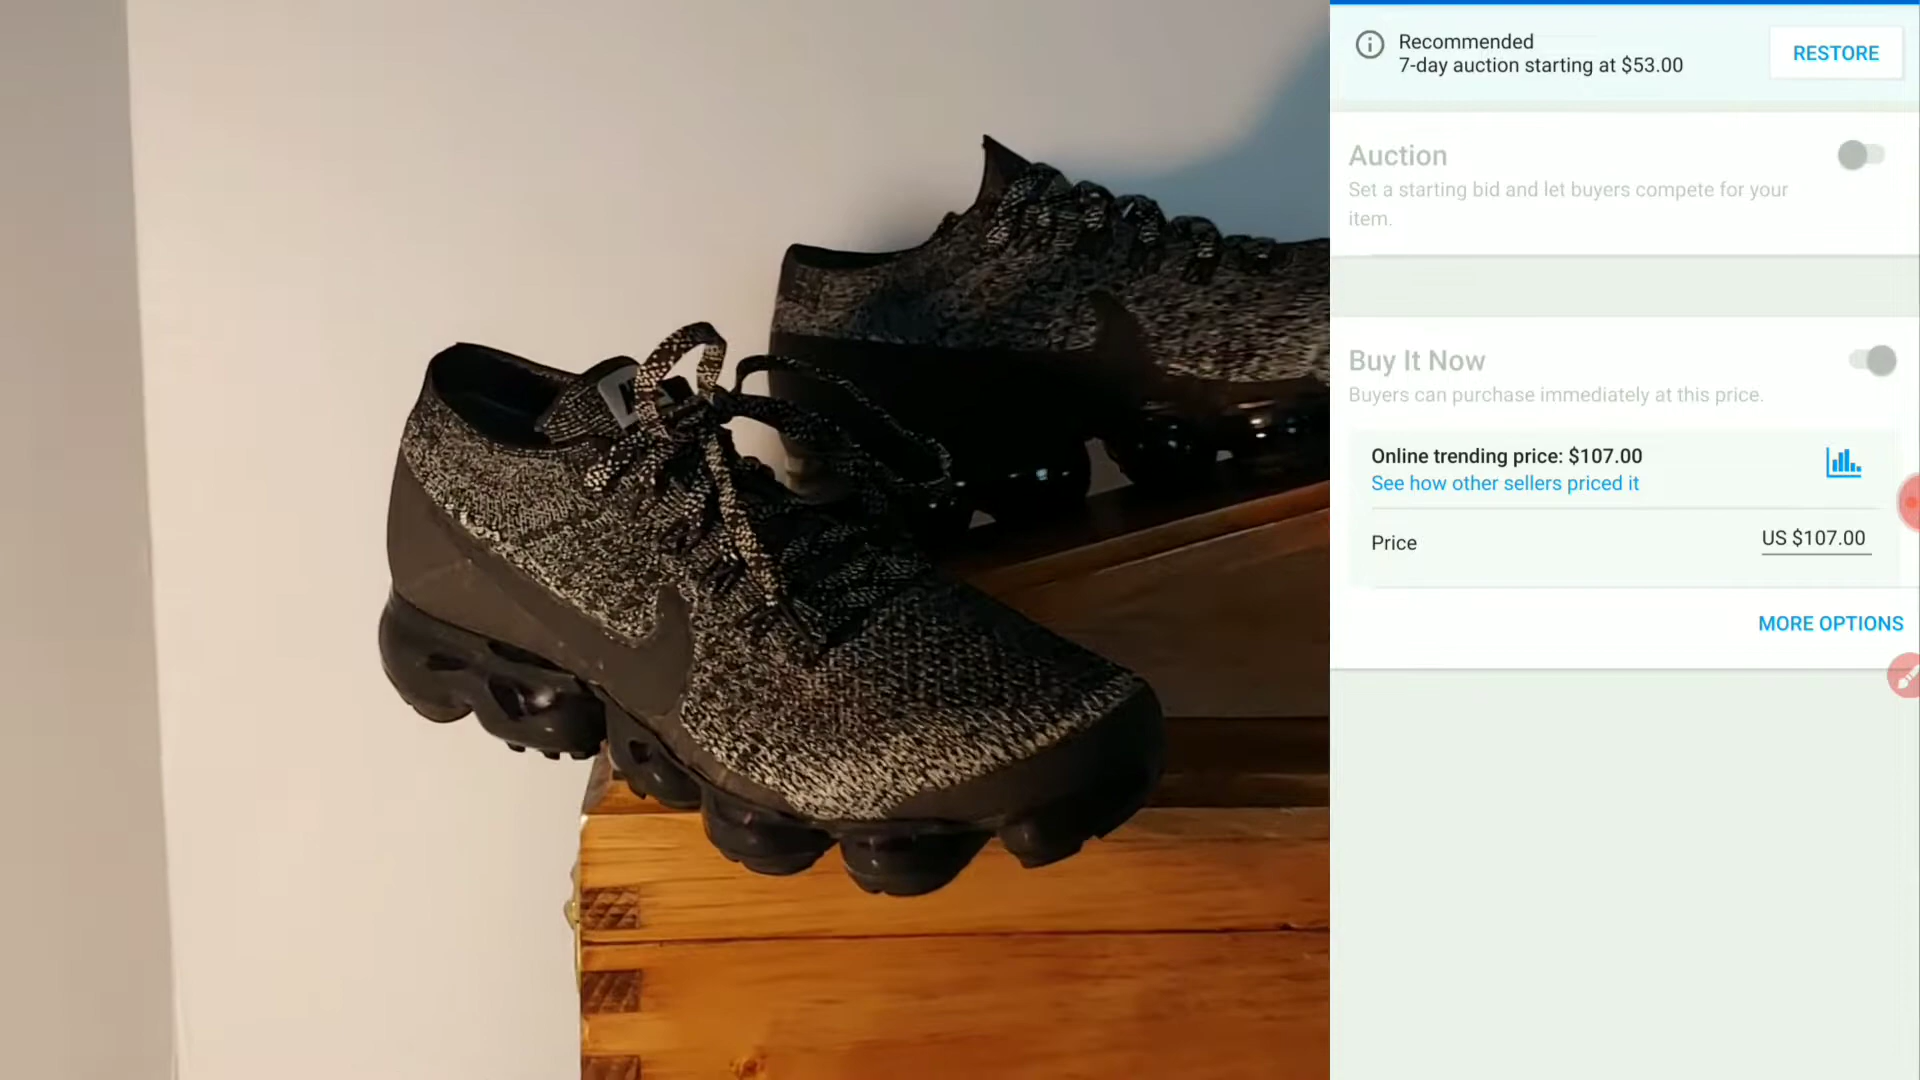 Recommended
7-day auction starting at $53.00
RESTORE
Auction
Set a starting bid and let buyers compete for your
item.
Buy It Now
Buyers can purchase immediately at this price.
Online trending price: $107.00
See how other sellers priced it
Price
US $107.00
MORE OPTIONS